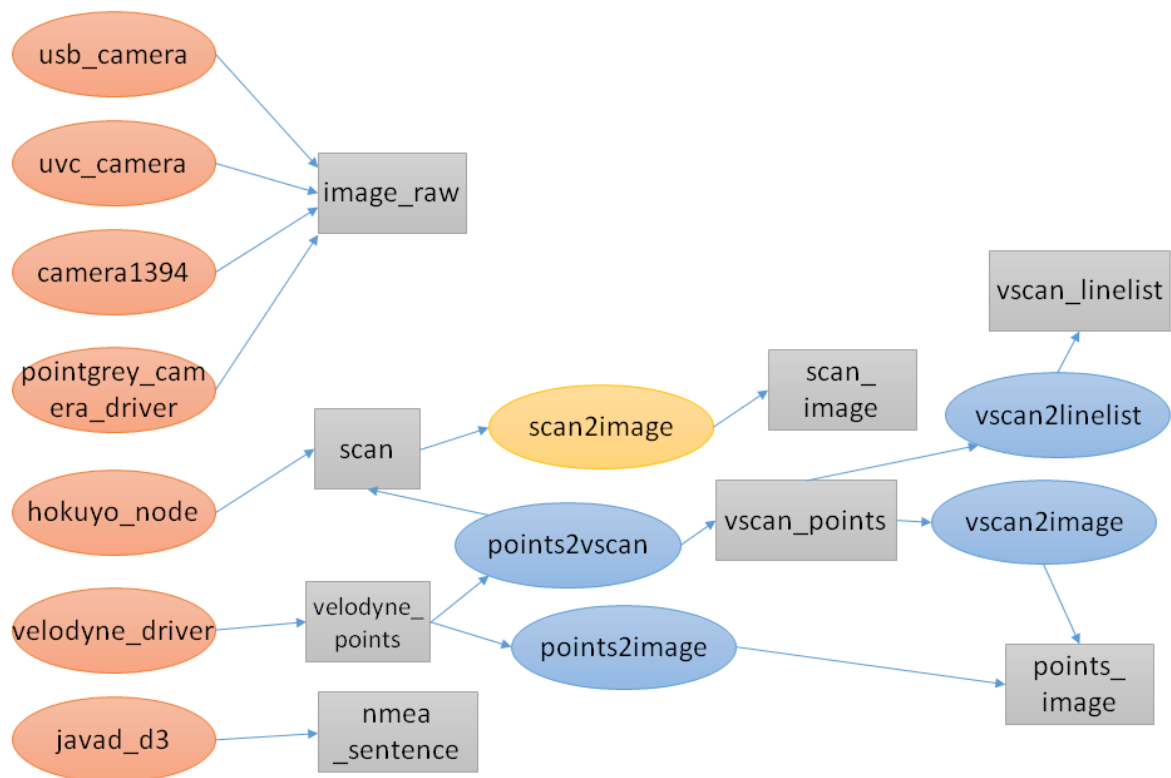 usb_camera
uvc_camera
image_raw
camera1394
vscan_linelist
pointgrey_cam
era_driver
scan_
image
vscan2linelist
scan2image
scan
hokuyo_node
vscan_points
vscan2image
points2vscan
velodyne_driver
velodyne_
points
points2image
points_
image
javad_d3
nmea
_sentence